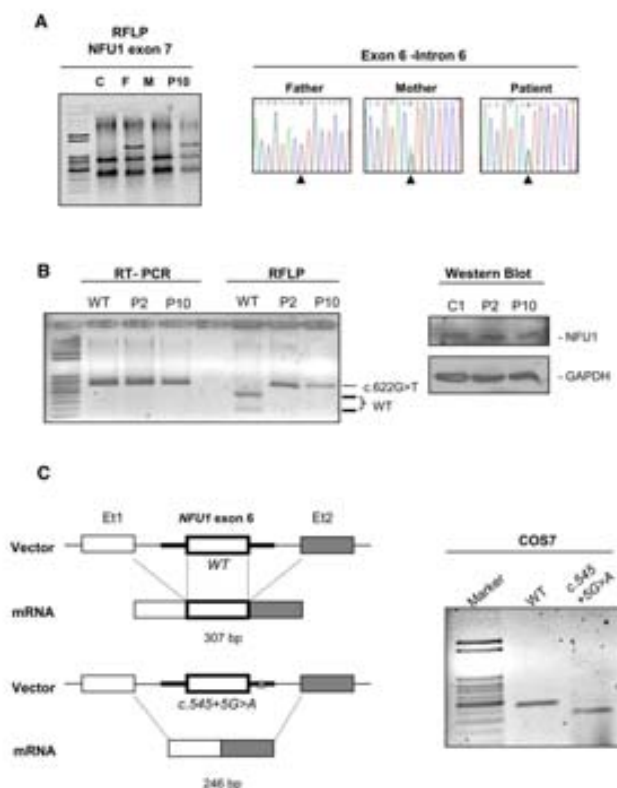 A
RFLP
NFU1 exon 7
C F M P10
Exon 6 -Intron 6
Father Mother Patient
B
RT- PCR RFLP
WT P2 P10 WT P2 P10
c.622G>T
WT
Western Blot
C1 P2 P10
- NFU1
- GAPDH
C
Et1 NFU1 exon 6 Et2
Vector
WT
mRNA
307 bp
Vector
c.545+5G>A
mRNA
246 bp
COS7
Marker WT c.545
+5G>A